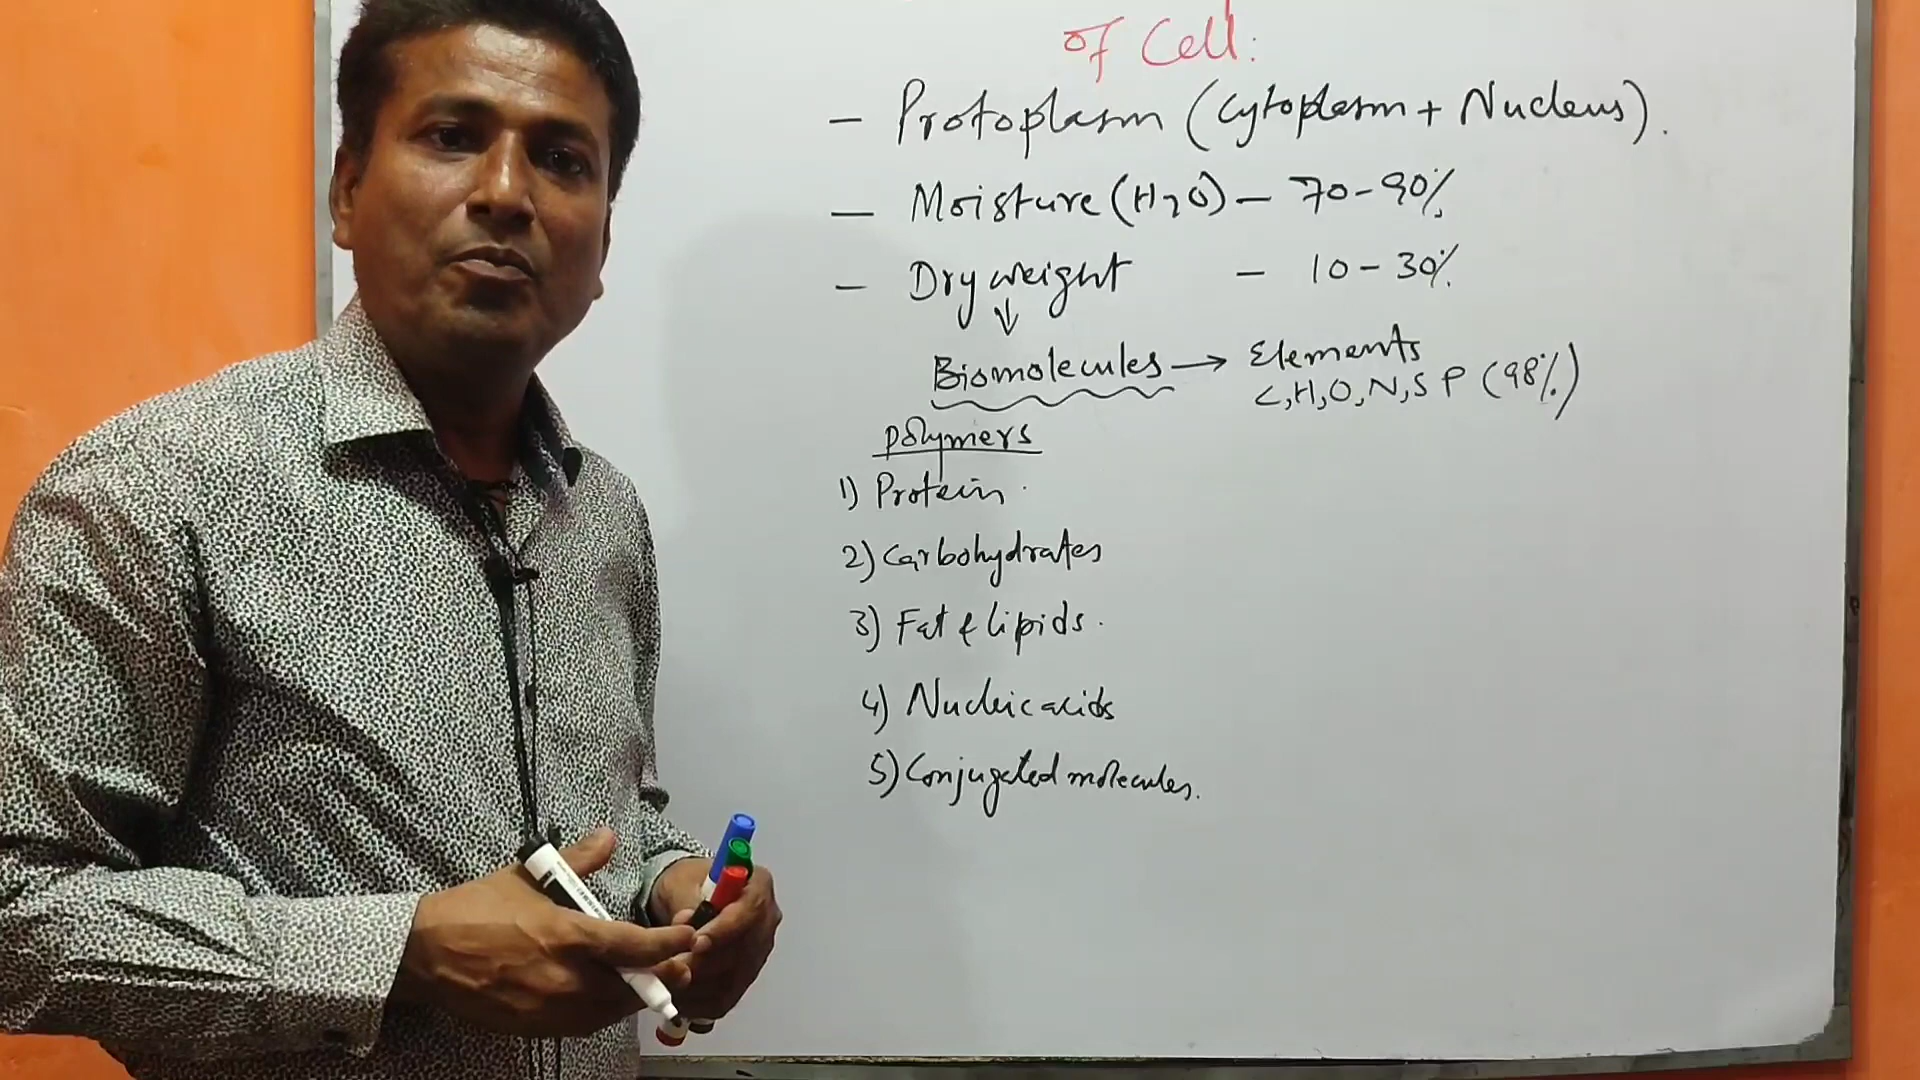 of Cell:
- Protoplasm (Cytoplasm + Nucleus).
- Moisture (H2O) - 70-90%
- Dry weight - 10-30%
↓
Biomolecules → Elements
C,H,O,N,S P (98%)
Polymers
1) Protein.
2) Carbohydrates
3) Fat & lipids.
4) Nucleic acids
5) Conjugated molecules.